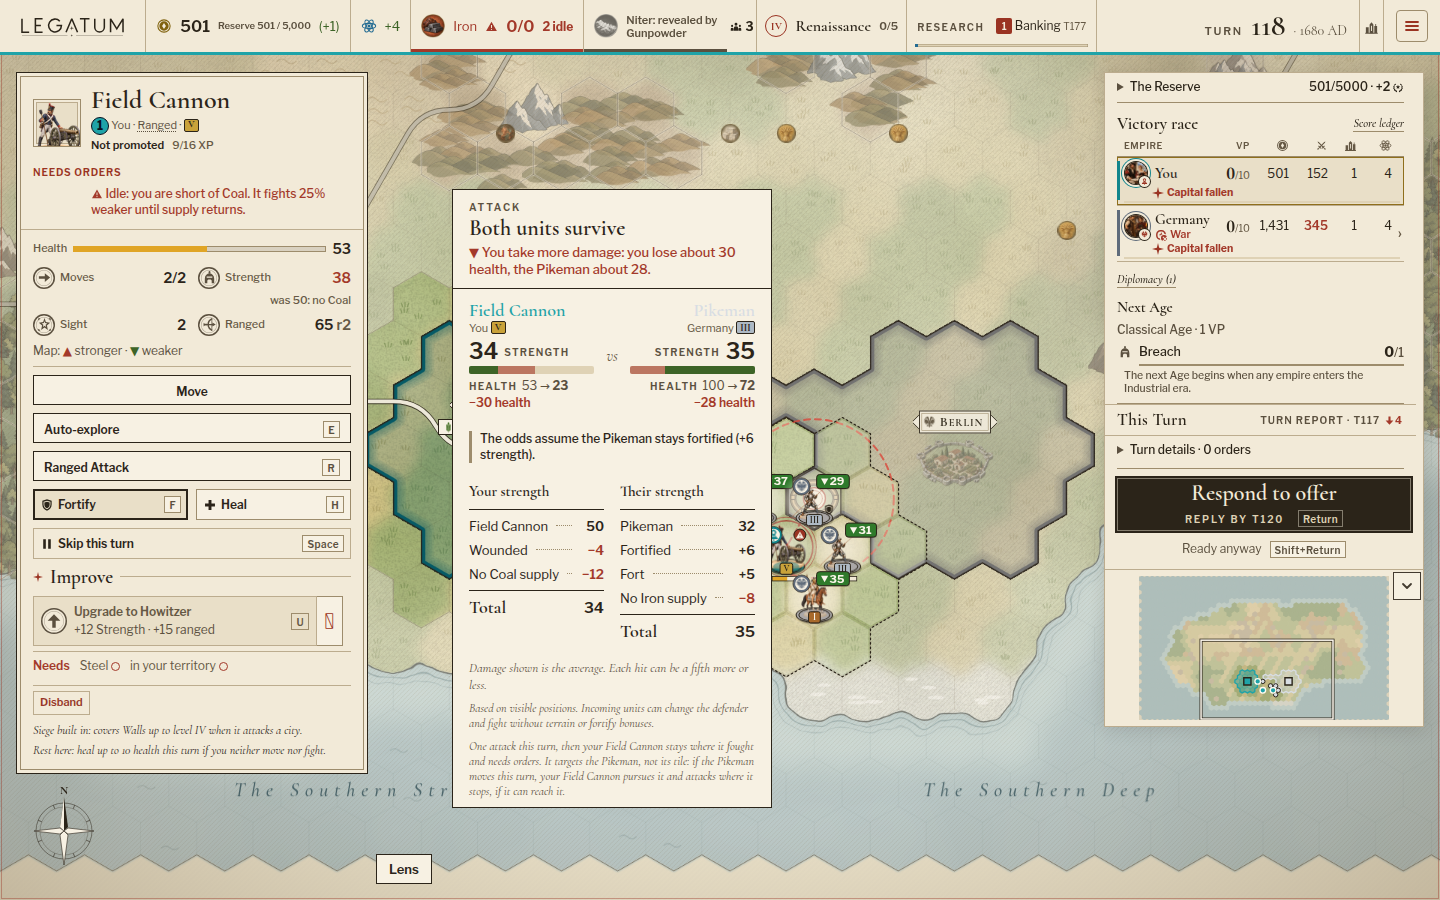 LEGATUM
501 Reserve 501 / 5,000 (+1)
+4
Iron 0/0 2 idle
Niter: revealed by Gunpowder
3
IV Renaissance 0/5
RESEARCH 1 Banking T177
TURN 118 · 1680 AD
Field Cannon
1 You · Ranged · V
Not promoted 9/16 XP
NEEDS ORDERS
Idle: you are short of Coal. It fights 25%
weaker until supply returns.
Health 53
Moves 2/2 Strength 38
was 50: no Coal
Sight 2 Ranged 65 r2
Map: ▲ stronger · ▼ weaker
Move
Auto-explore E
Ranged Attack R
Fortify F
Heal H
Skip this turn Space
Improve
Upgrade to Howitzer
+12 Strength · +15 ranged U
Needs Steel in your territory
Disband
Siege built in: covers Walls up to level IV when it attacks a city.
Rest here: heal up to 10 health this turn if you neither move nor fight.
ATTACK
Both units survive
▼ You take more damage: you lose about 30
health, the Pikeman about 28.
Field Cannon Pikeman
You V Germany III
34 STRENGTH vs STRENGTH 35
HEALTH 53 → 23 HEALTH 100 → 72
−30 health −28 health
The odds assume the Pikeman stays fortified (+6
strength).
Your strength Their strength
Field Cannon 50 Pikeman 32
Wounded −4 Fortified +6
No Coal supply −12 Fort +5
Total 34 No Iron supply −8
Total 35
Damage shown is the average. Each hit can be a fifth more or
less.
Based on visible positions. Incoming units can change the defender
and fight without terrain or fortify bonuses.
One attack this turn, then your Field Cannon stays where it fought
and needs orders. It targets the Pikeman, not its tile: if the Pikeman
moves this turn, your Field Cannon pursues it and attacks where it
stops, if it can reach it.
BERLIN
37 ▼29
III
▼31
V III
▼35
I
The Southern Str
The Southern Deep
N
Lens
The Reserve 501/5000 · +2
Victory race Score ledger
EMPIRE VP
You 0/10 501 152 1 4
Capital fallen
Germany 0/10 1,431 345 1 4
War
Capital fallen
Diplomacy (1)
Next Age
Classical Age · 1 VP
Breach 0/1
The next Age begins when any empire enters the
Industrial era.
This Turn TURN REPORT · T117 4
Turn details · 0 orders
Respond to offer
REPLY BY T120 Return
Ready anyway Shift+Return